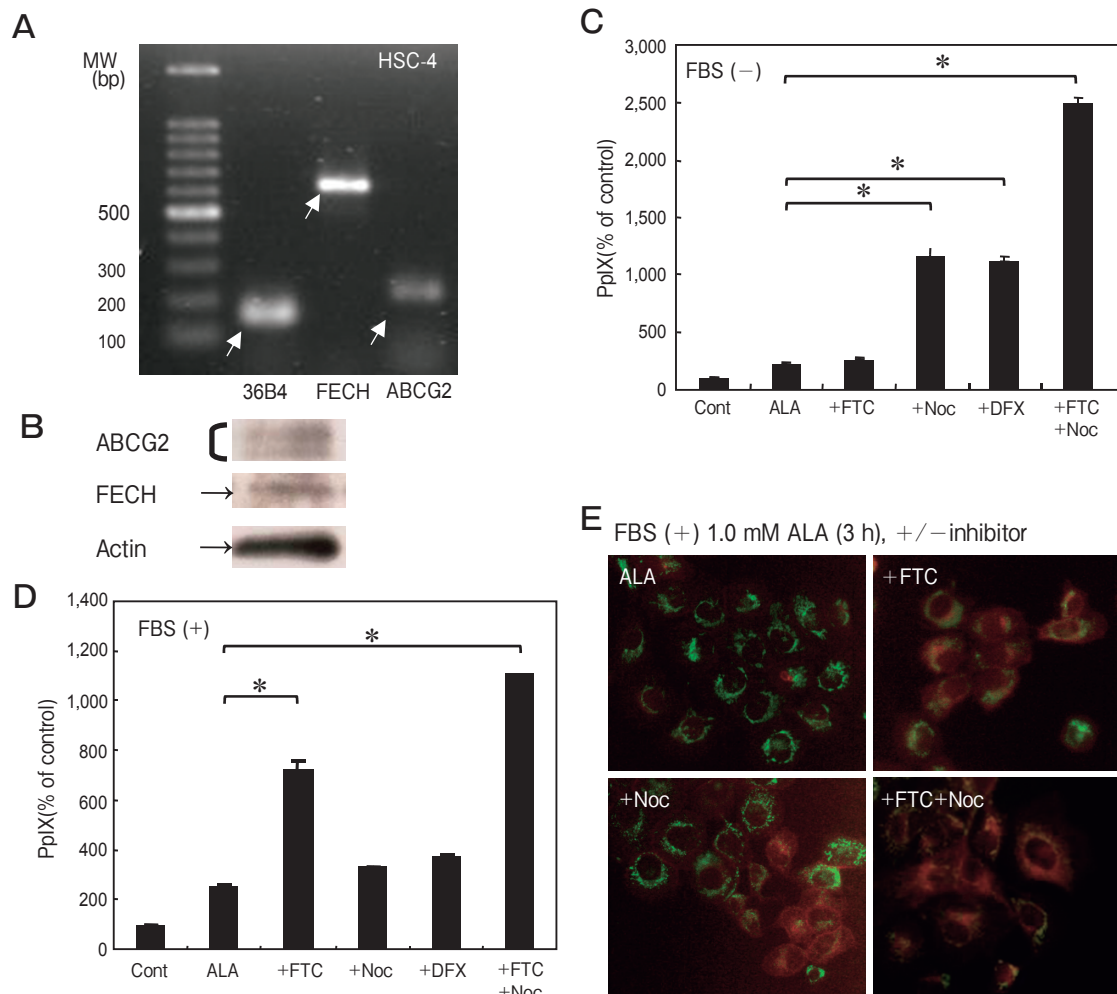 A
MW
(bp)
HSC-4
500
300
200
100
36B4
FECH
ABCG2
B
ABCG2
FECH
Actin
C
3,000
2,500
2,000
1,500
1,000
500
0
PpIX(% of control)
FBS (−)
*
*
*
Cont
ALA
+FTC
+Noc
+DFX
+FTC
+Noc
D
1,400
1,200
1,000
800
600
400
200
0
PpIX(% of control)
FBS (+)
*
*
Cont
ALA
+FTC
+Noc
+DFX
+FTC
+Noc
E
FBS (+) 1.0 mM ALA (3 h), +/−inhibitor
ALA
+FTC
+Noc
+FTC+Noc